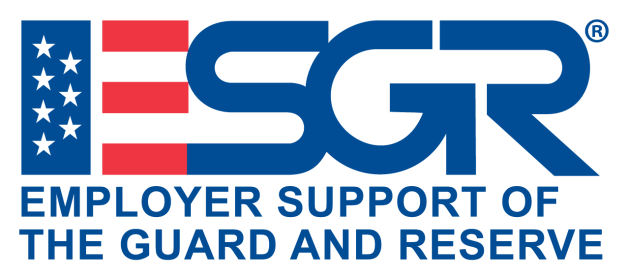 ESGR®
EMPLOYER SUPPORT OF
THE GUARD AND RESERVE